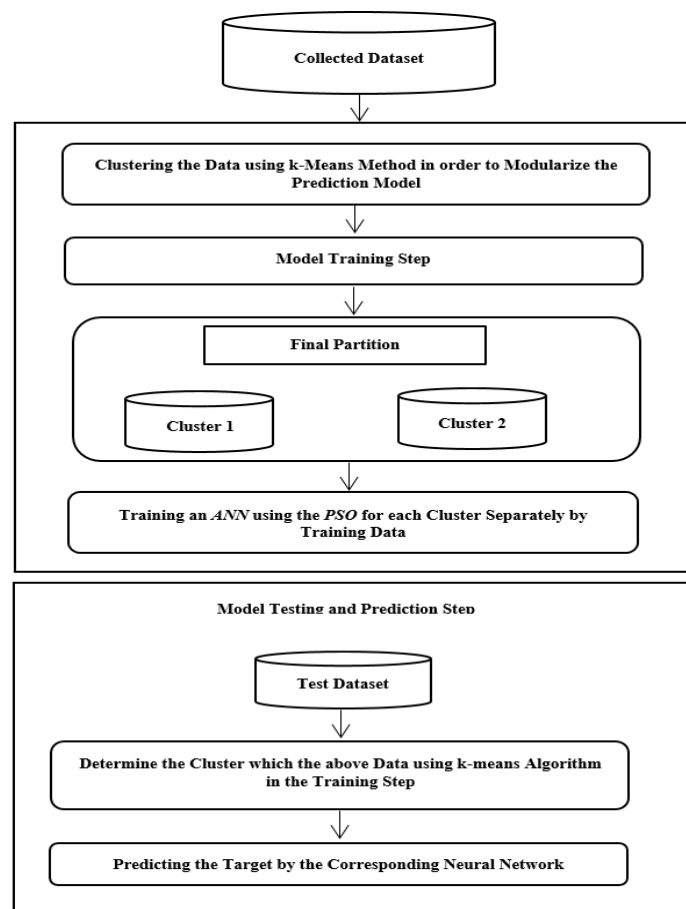 Collected Dataset
Clustering the Data using k-Means Method in order to Modularize the
Prediction Model
Model Training Step
Final Partition
Cluster 1
Cluster 2
Training an ANN using the PSO for each Cluster Separately by
Training Data
Model Testing and Prediction Step
Test Dataset
Determine the Cluster which the above Data using k-means Algorithm
in the Training Step
Predicting the Target by the Corresponding Neural Network